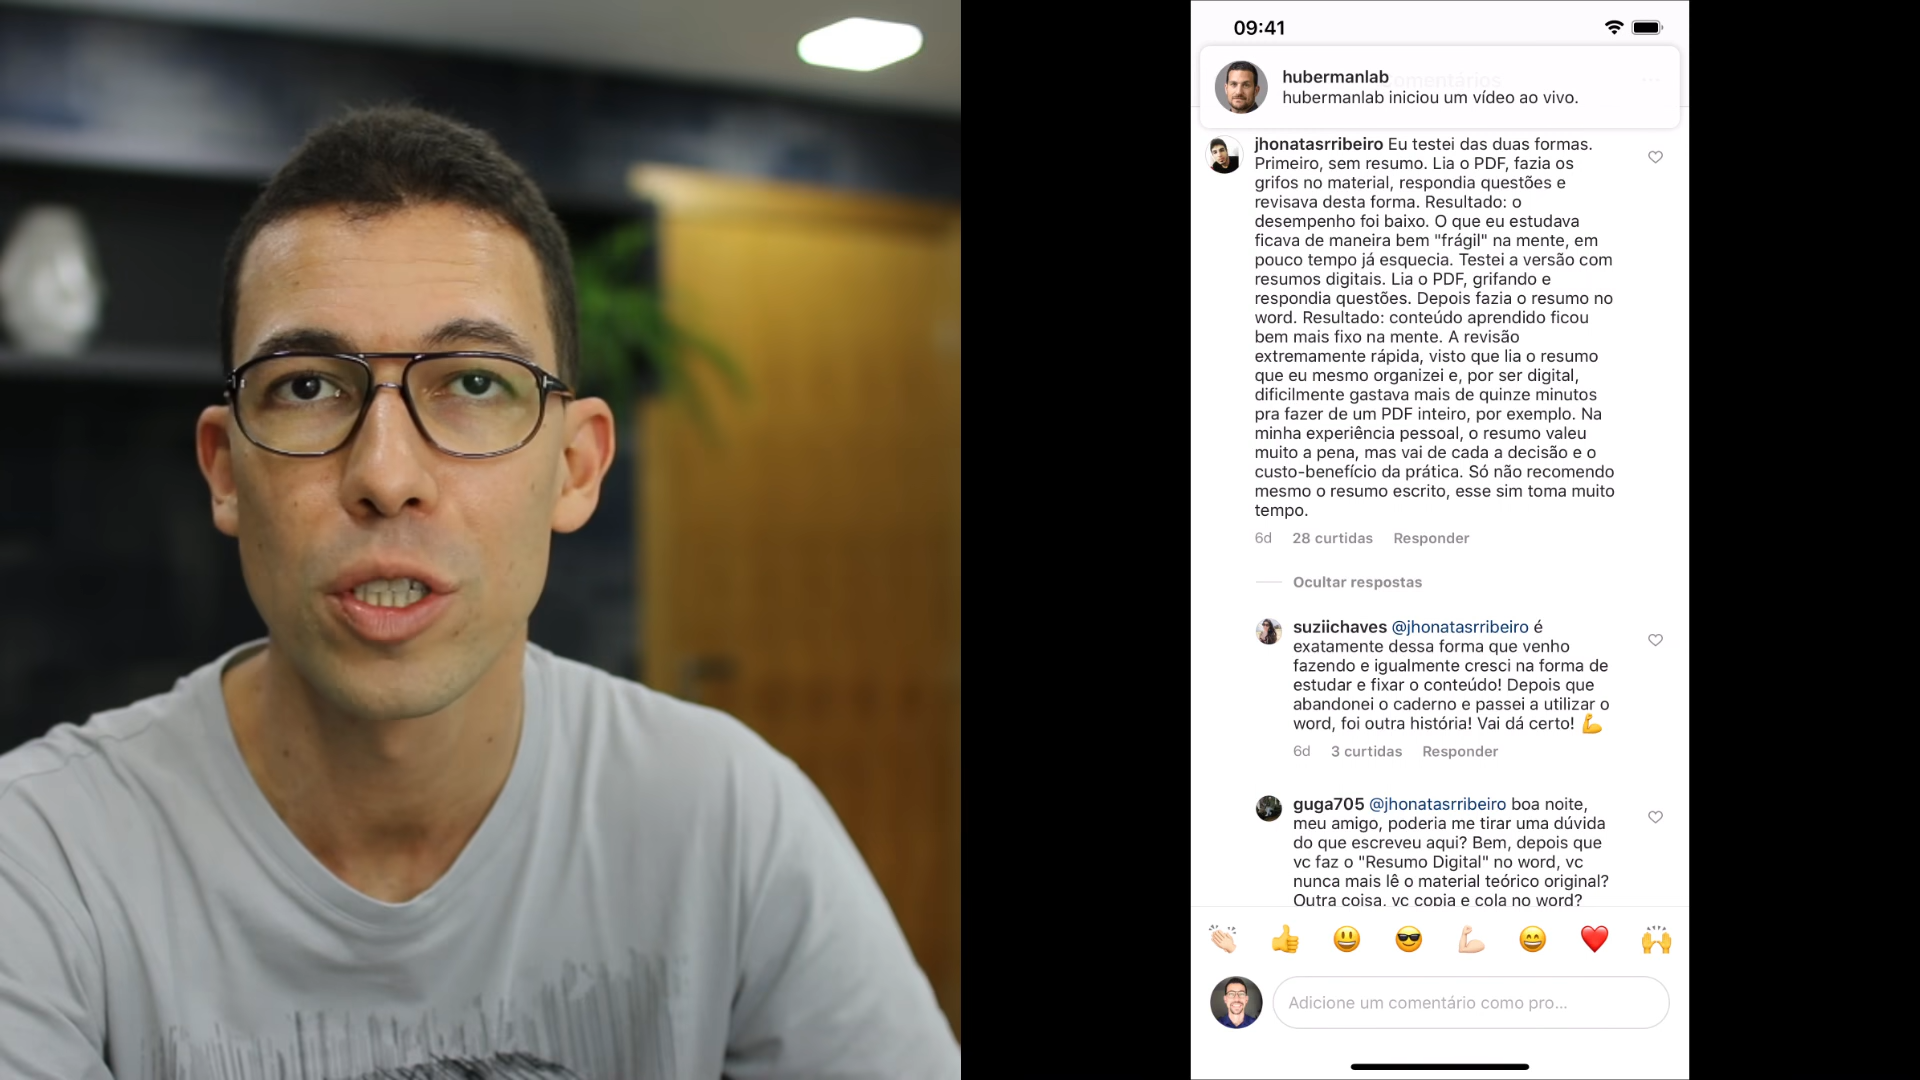 09:41
hubermanlab
hubermanlab iniciou um vídeo ao vivo.
jhonatasrribeiro Eu testei das duas formas.
Primeiro, sem resumo. Lia o PDF, fazia os
grifos no material, respondia questões e
revisava desta forma. Resultado: o
desempenho foi baixo. O que eu estudava
ficava de maneira bem "frágil" na mente, em
pouco tempo já esquecia. Testei a versão com
resumos digitais. Lia o PDF, grifando e
respondia questões. Depois fazia o resumo no
word. Resultado: conteúdo aprendido ficou
bem mais fixo na mente. A revisão
extremamente rápida, visto que lia o resumo
que eu mesmo organizei e, por ser digital,
dificilmente gastava mais de quinze minutos
pra fazer de um PDF inteiro, por exemplo. Na
minha experiência pessoal, o resumo valeu
muito a pena, mas vai de cada a decisão e o
custo-benefício da prática. Só não recomendo
mesmo o resumo escrito, esse sim toma muito
tempo.
6d 28 curtidas Responder
Ocultar respostas
suziichaves @jhonatasrribeiro é
exatamente dessa forma que venho
fazendo e igualmente cresci na forma de
estudar e fixar o conteúdo! Depois que
abandonei o caderno e passei a utilizar o
word, foi outra história! Vai dá certo! 💪
6d 3 curtidas Responder
guga705 @jhonatasrribeiro boa noite,
meu amigo, poderia me tirar uma dúvida
do que escreveu aqui? Bem, depois que
vc faz o "Resumo Digital" no word, vc
nunca mais lê o material teórico original?
Outra coisa, vc copia e cola no word?
Adicione um comentário como pro...